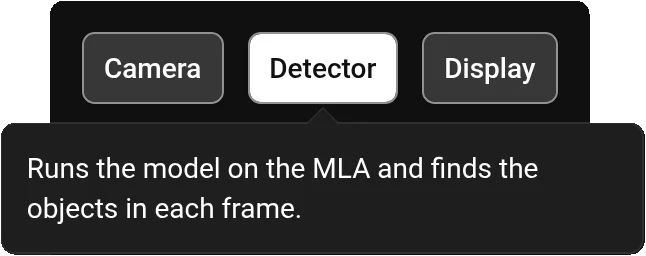 Camera Detector Display
Runs the model on the MLA and finds the
objects in each frame.